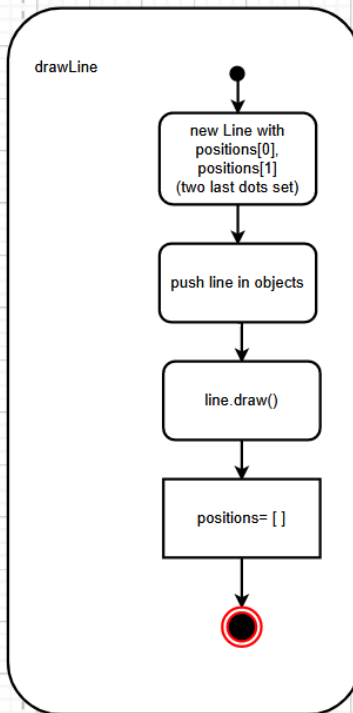 drawLine
new Line with
positions[0],
positions[1]
(two last dots set)
push line in objects
line.draw()
positions= [ ]